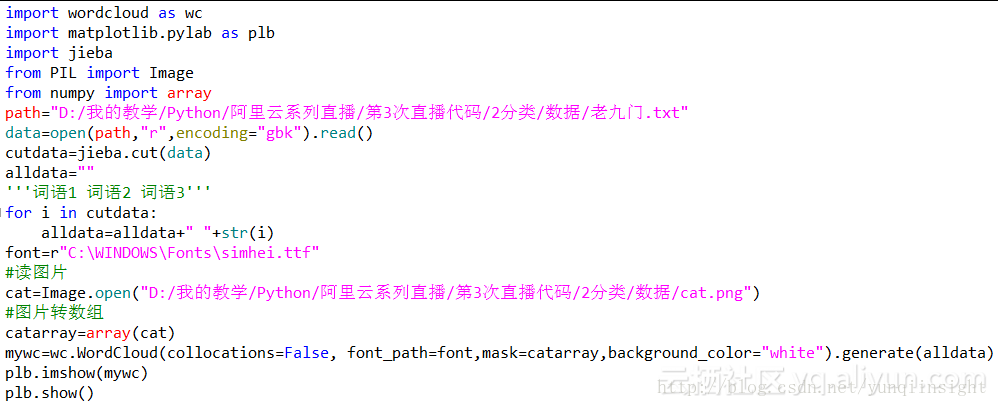 import wordcloud as wc
import matplotlib.pylab as plb
import jieba
from PIL import Image
from numpy import array
path="D:/我的教学/Python/阿里云系列直播/第3次直播代码/2分类/数据/老九门.txt"
data=open(path,"r",encoding="gbk").read()
cutdata=jieba.cut(data)
alldata=""
'''词语1 词语2 词语3'''
for i in cutdata:
    alldata=alldata+" "+str(i)
font=r"C:\WINDOWS\Fonts\simhei.ttf"
#读图片
cat=Image.open("D:/我的教学/Python/阿里云系列直播/第3次直播代码/2分类/数据/cat.png")
#图片转数组
catarray=array(cat)
mywc=wc.WordCloud(collocations=False, font_path=font,mask=catarray,background_color="white").generate(alldata)
plb.imshow(mywc)
plb.show()
云栖社区 yq.aliyun.com
http://blog.csdn.net/yunqiinsight